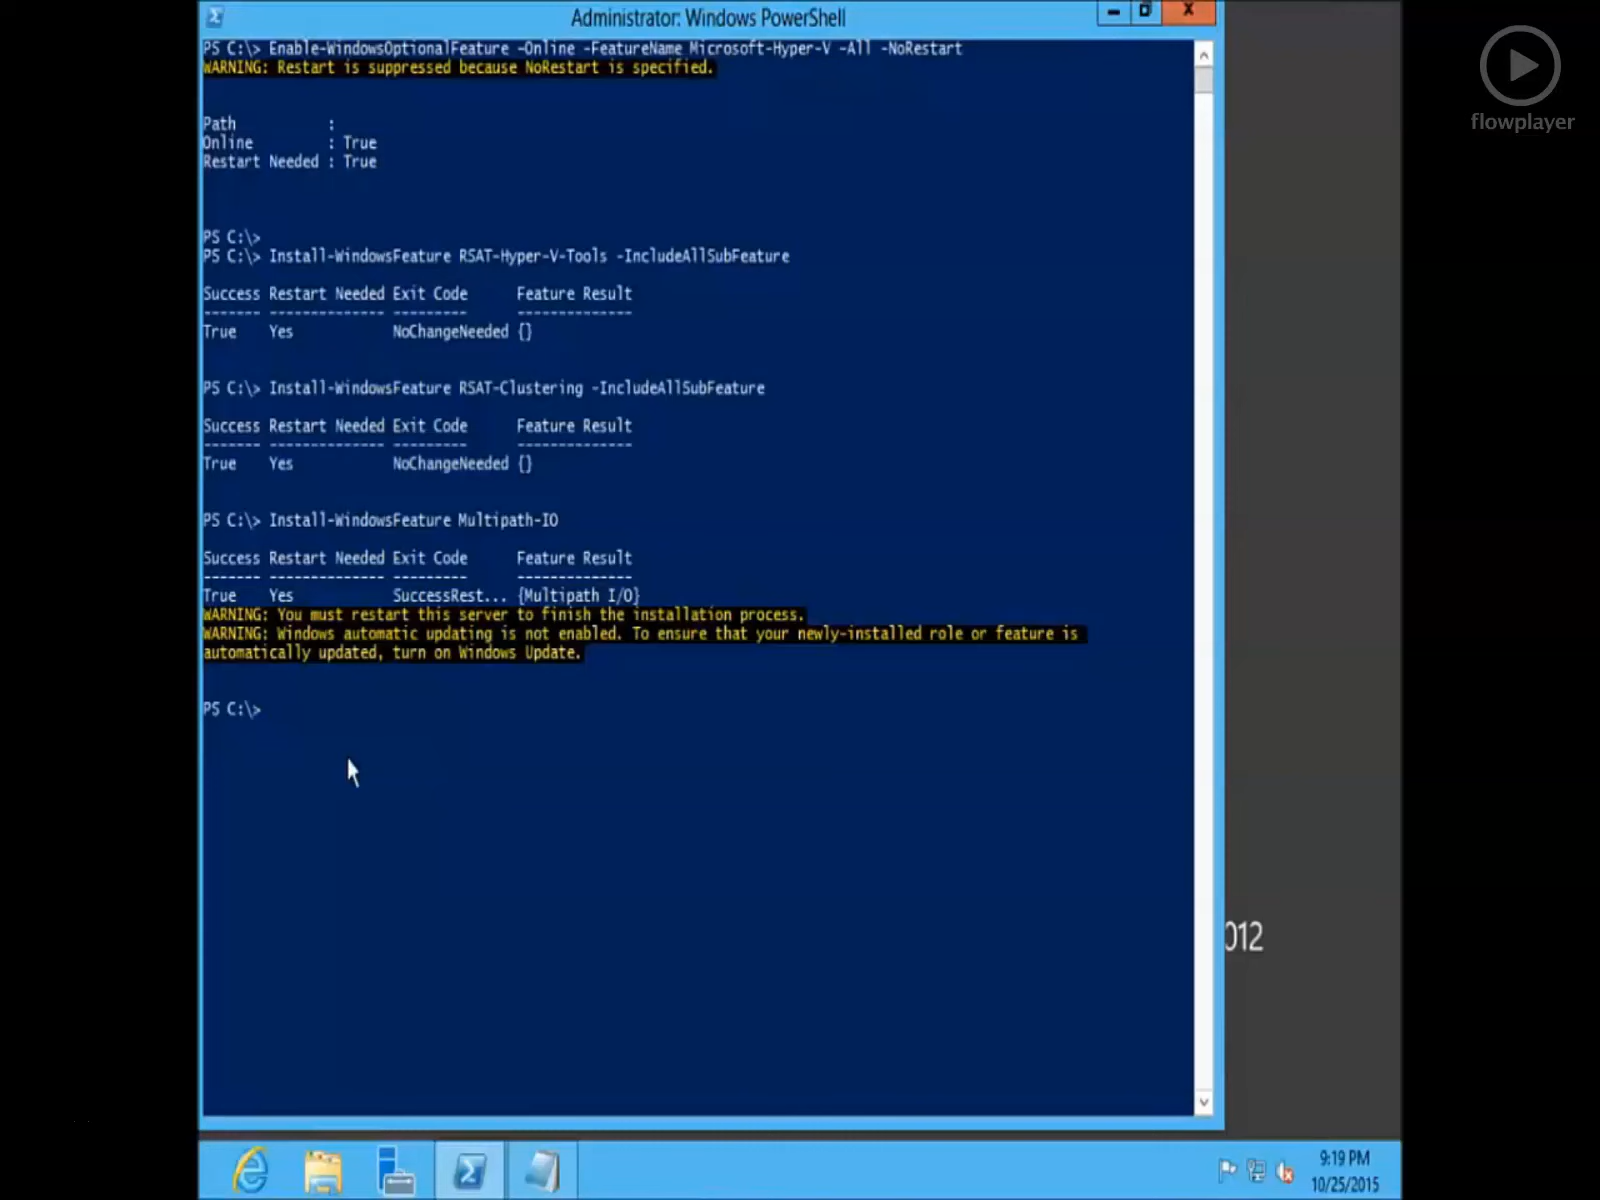 Administrator: Windows PowerShell
PS C:\> Enable-WindowsOptionalFeature -Online -FeatureName Microsoft-Hyper-V -All -NoRestart
WARNING: Restart is suppressed because NoRestart is specified.
Path          :
Online        : True
Restart Needed : True
PS C:\>
PS C:\> Install-WindowsFeature RSAT-Hyper-V-Tools -IncludeAllSubFeature
Success Restart Needed Exit Code     Feature Result
------- -------------- ---------     --------------
True    Yes            NoChangeNeeded {}
PS C:\> Install-WindowsFeature RSAT-Clustering -IncludeAllSubFeature
Success Restart Needed Exit Code     Feature Result
------- -------------- ---------     --------------
True    Yes            NoChangeNeeded {}
PS C:\> Install-WindowsFeature Multipath-IO
Success Restart Needed Exit Code     Feature Result
------- -------------- ---------     --------------
True    Yes            SuccessRest... {Multipath I/O}
WARNING: You must restart this server to finish the installation process.
WARNING: Windows automatic updating is not enabled. To ensure that your newly-installed role or feature is
automatically updated, turn on Windows Update.
PS C:\>
flowplayer
012
9:19 PM
10/25/2015